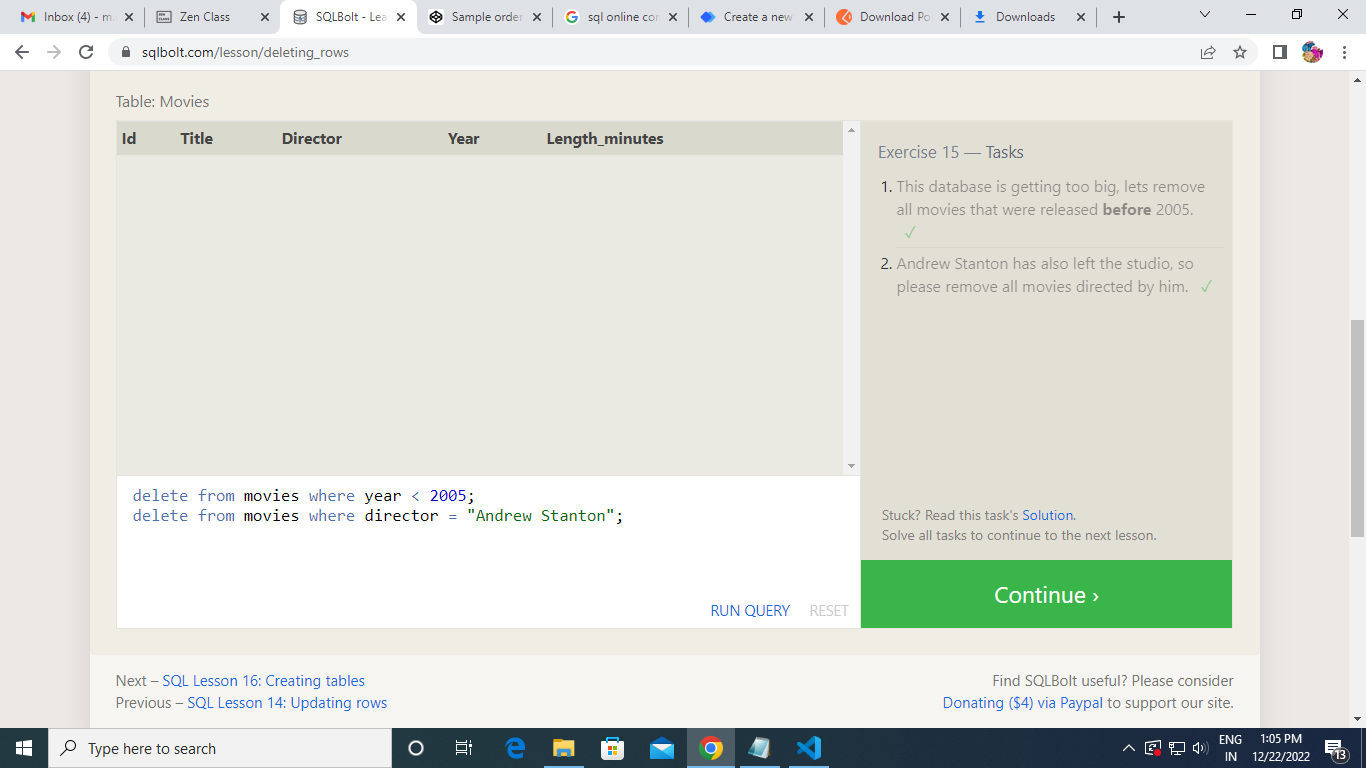 Inbox (4) - m
Zen Class
SQLBolt - Lea
Sample order
sql online cor
Create a new
Download Po
Downloads
sqlbolt.com/lesson/deleting_rows
Table: Movies
Id Title Director Year Length_minutes
Exercise 15 — Tasks
1. This database is getting too big, lets remove
all movies that were released before 2005.
✓
2. Andrew Stanton has also left the studio, so
please remove all movies directed by him. ✓
delete from movies where year < 2005;
delete from movies where director = "Andrew Stanton";
Stuck? Read this task's Solution.
Solve all tasks to continue to the next lesson.
RUN QUERY RESET
Continue ›
Next – SQL Lesson 16: Creating tables
Previous – SQL Lesson 14: Updating rows
Find SQLBolt useful? Please consider
Donating ($4) via Paypal to support our site.
Type here to search
ENG
IN
1:05 PM
12/22/2022
13